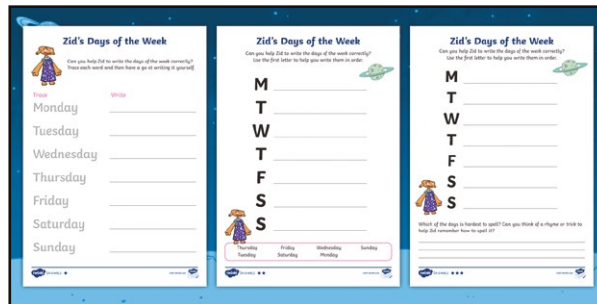 Zid's Days of the Week
Can you help Zid to write the days of the week correctly?
Trace each word and then have a go at writing it yourself
Trace Write
Monday
Tuesday
Wednesday
Thursday
Friday
Saturday
Sunday
Zid's Days of the Week
Can you help Zid to write the days of the week correctly?
Use the first letter to help you write them in order.
M
T
W
T
F
S
S
Thursday Friday Wednesday Sunday
Tuesday Saturday Monday
Zid's Days of the Week
Can you help Zid to write the days of the week correctly?
Use the first letter to help you write them in order.
M
T
W
T
F
S
S
Which of the days is hardest to spell? Can you think of a rhyme or trick to
help Zid remember how to spell it?